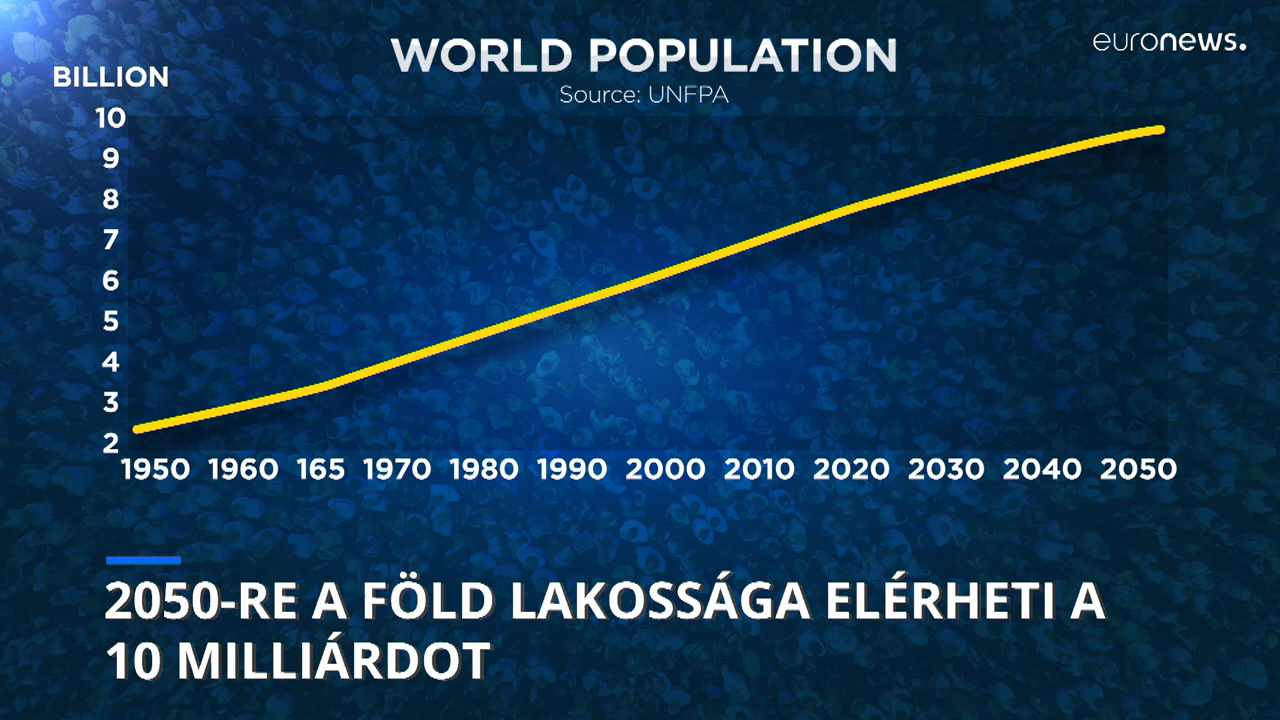 WORLD POPULATION
Source: UNFPA
euronews.
BILLION
10
9
8
7
6
5
4
3
2
1950 1960 165 1970 1980 1990 2000 2010 2020 2030 2040 2050
2050-RE A FÖLD LAKOSSÁGA ELÉRHETI A
10 MILLIÁRDOT